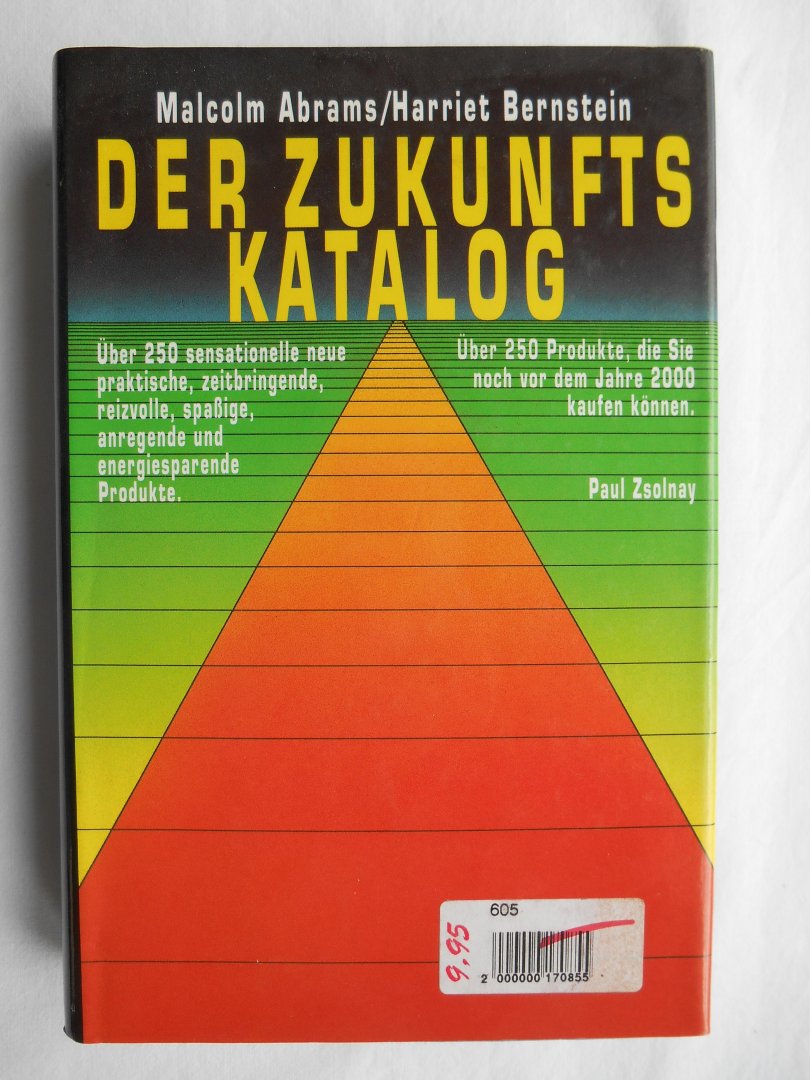 Malcolm Abrams/Harriet Bernstein
DER ZUKUNFTS
KATALOG
Über 250 sensationelle neue
praktische, zeitbringende,
reizvolle, spaßige,
anregende und
energiesparende
Produkte.
Über 250 Produkte, die Sie
noch vor dem Jahre 2000
kaufen können.
Paul Zsolnay
605
9.95
2 000000 170855